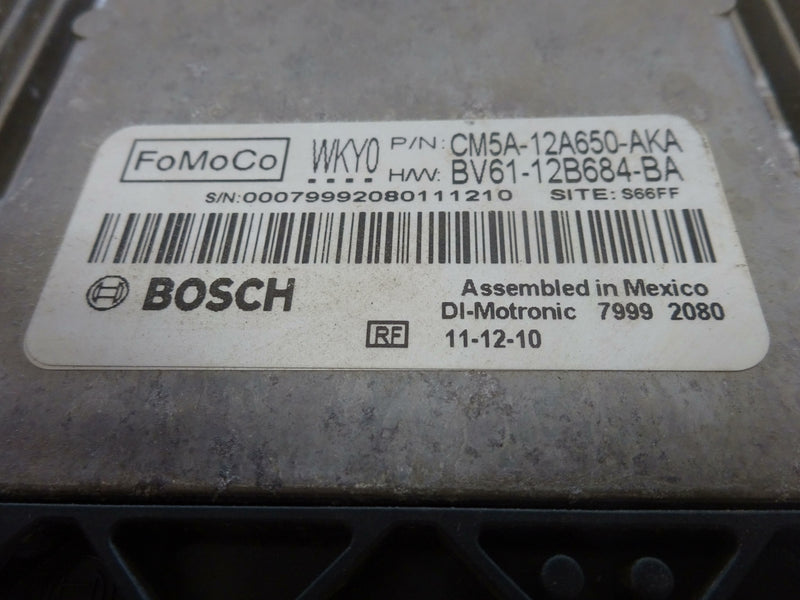 FoMoCo WKY0 P/N: CM5A-12A650-AKA
H/W: BV61-12B684-BA
S/N: 00079992080111210 SITE: S66FF
BOSCH Assembled in Mexico
DI-Motronic 7999 2080
RF 11-12-10